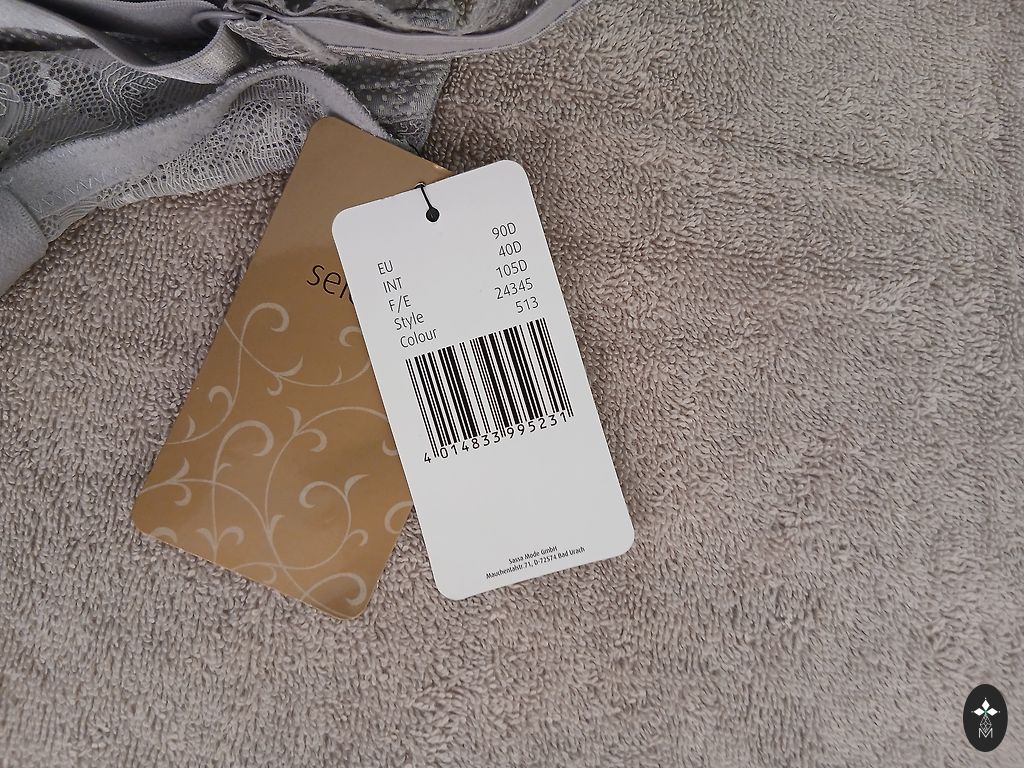 sel
EU 90D
INT 40D
F/E 105D
Style 24345
Colour 513
4 014833 995231
Sassa Mode GmbH
Mauchentalstr.71, D-72574 Bad Urach
M